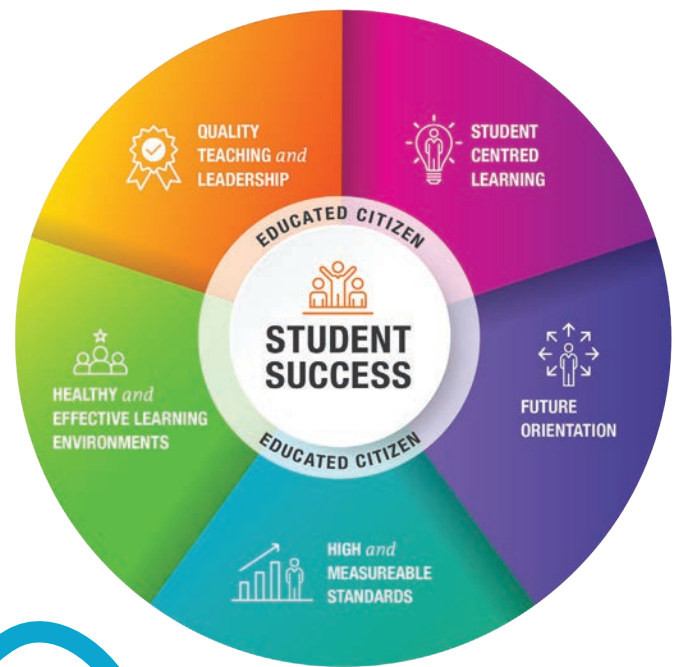 QUALITY
TEACHING and
LEADERSHIP
STUDENT
CENTRED
LEARNING
EDUCATED CITIZEN
STUDENT
SUCCESS
EDUCATED CITIZEN
HEALTHY and
EFFECTIVE LEARNING
ENVIRONMENTS
FUTURE
ORIENTATION
HIGH and
MEASUREABLE
STANDARDS